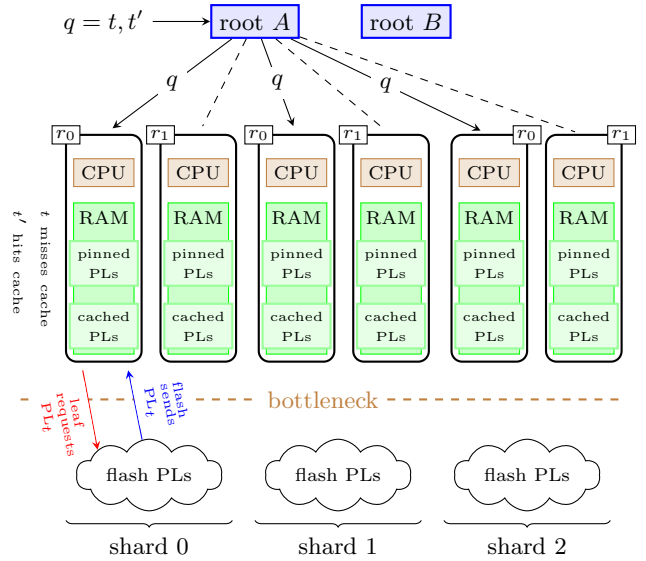 q = t, t′
root A
root B
q
q
q
r₀
r₁
r₀
r₁
r₀
r₁
CPU
CPU
CPU
CPU
CPU
CPU
RAM
RAM
RAM
RAM
RAM
RAM
pinned
PLs
pinned
PLs
pinned
PLs
pinned
PLs
pinned
PLs
pinned
PLs
cached
PLs
cached
PLs
cached
PLs
cached
PLs
cached
PLs
cached
PLs
t misses cache
t′ hits cache
leaf
requests
PLₜ
flash
sends
PLₜ
bottleneck
flash PLs
flash PLs
flash PLs
shard 0
shard 1
shard 2